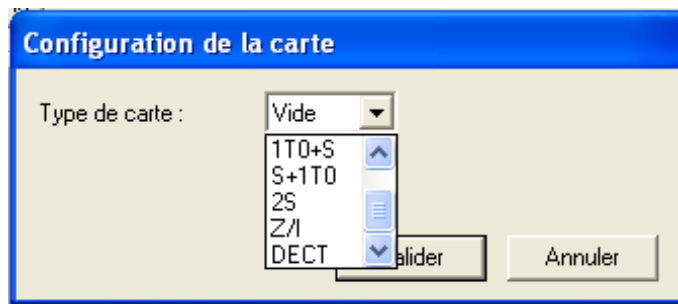 Configuration de la carte
Type de carte :
Vide
1T0+S
S+1T0
2S
Z/I
DECT
alider
Annuler